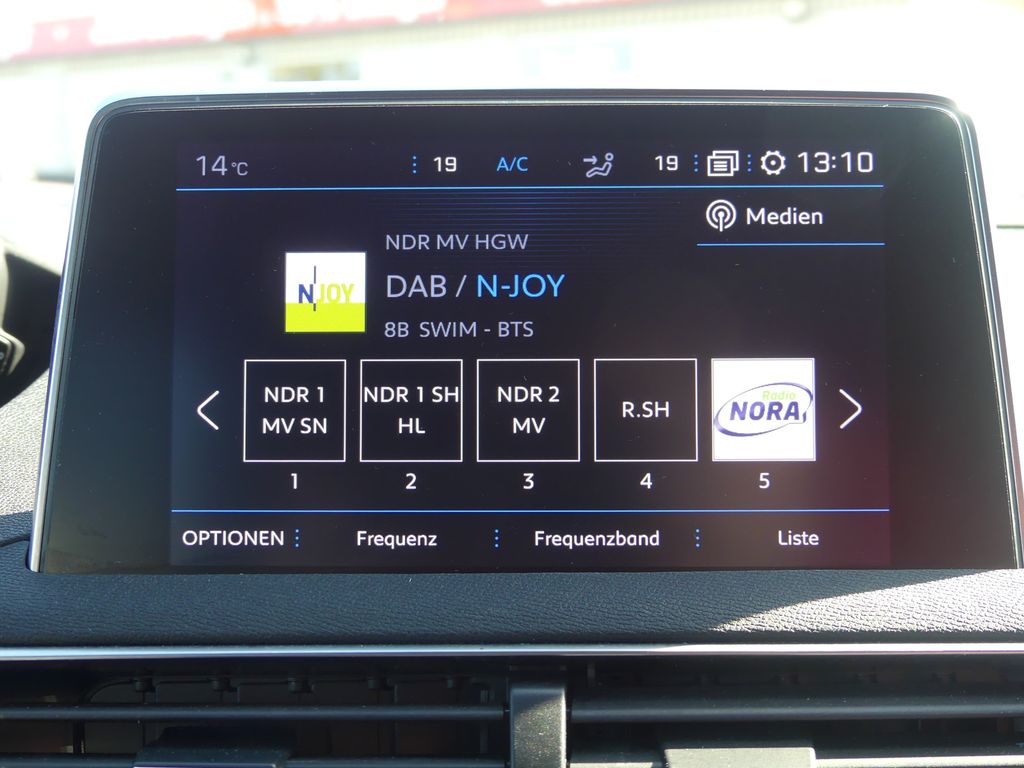 14°C 19 A/C 19 13:10
Medien
NDR MV HGW
DAB / N-JOY
N-JOY
8B SWIM - BTS
NDR 1
MV SN
NDR 1 SH
HL
NDR 2
MV
R.SH
Radio
NORA
1 2 3 4 5
OPTIONEN Frequenz Frequenzband Liste